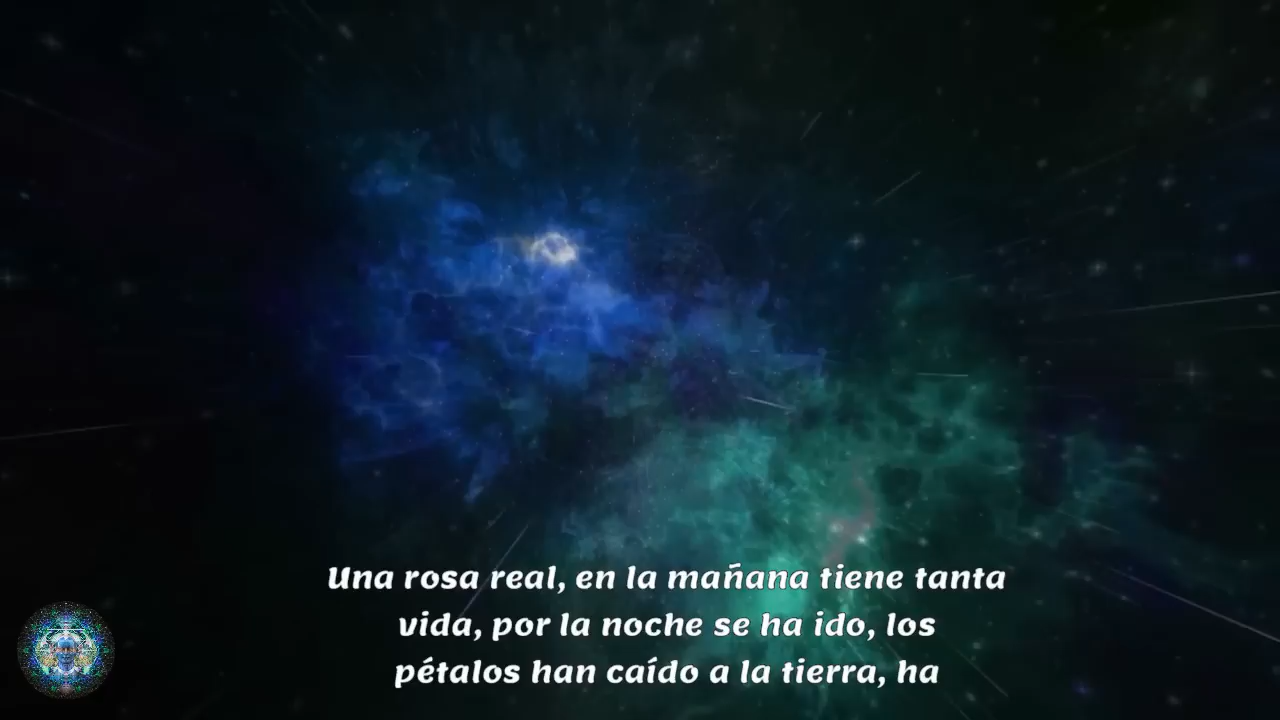 Una rosa real, en la mañana tiene tanta
vida, por la noche se ha ido, los
pétalos han caído a la tierra, ha